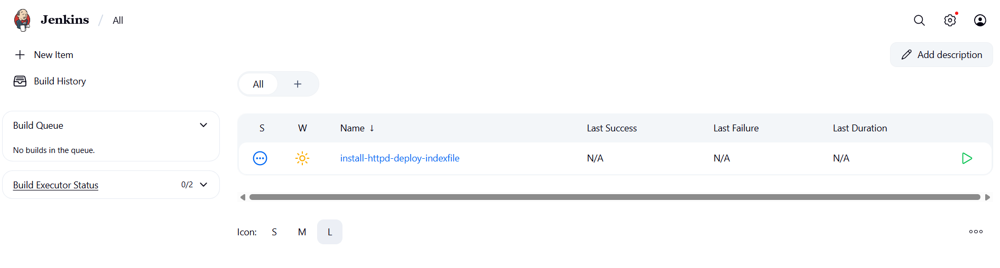 Jenkins / All
New Item
Add description
Build History
All
Build Queue
No builds in the queue.
Build Executor Status 0/2
S W Name ↓ Last Success Last Failure Last Duration
install-httpd-deploy-indexfile N/A N/A N/A
Icon: S M L